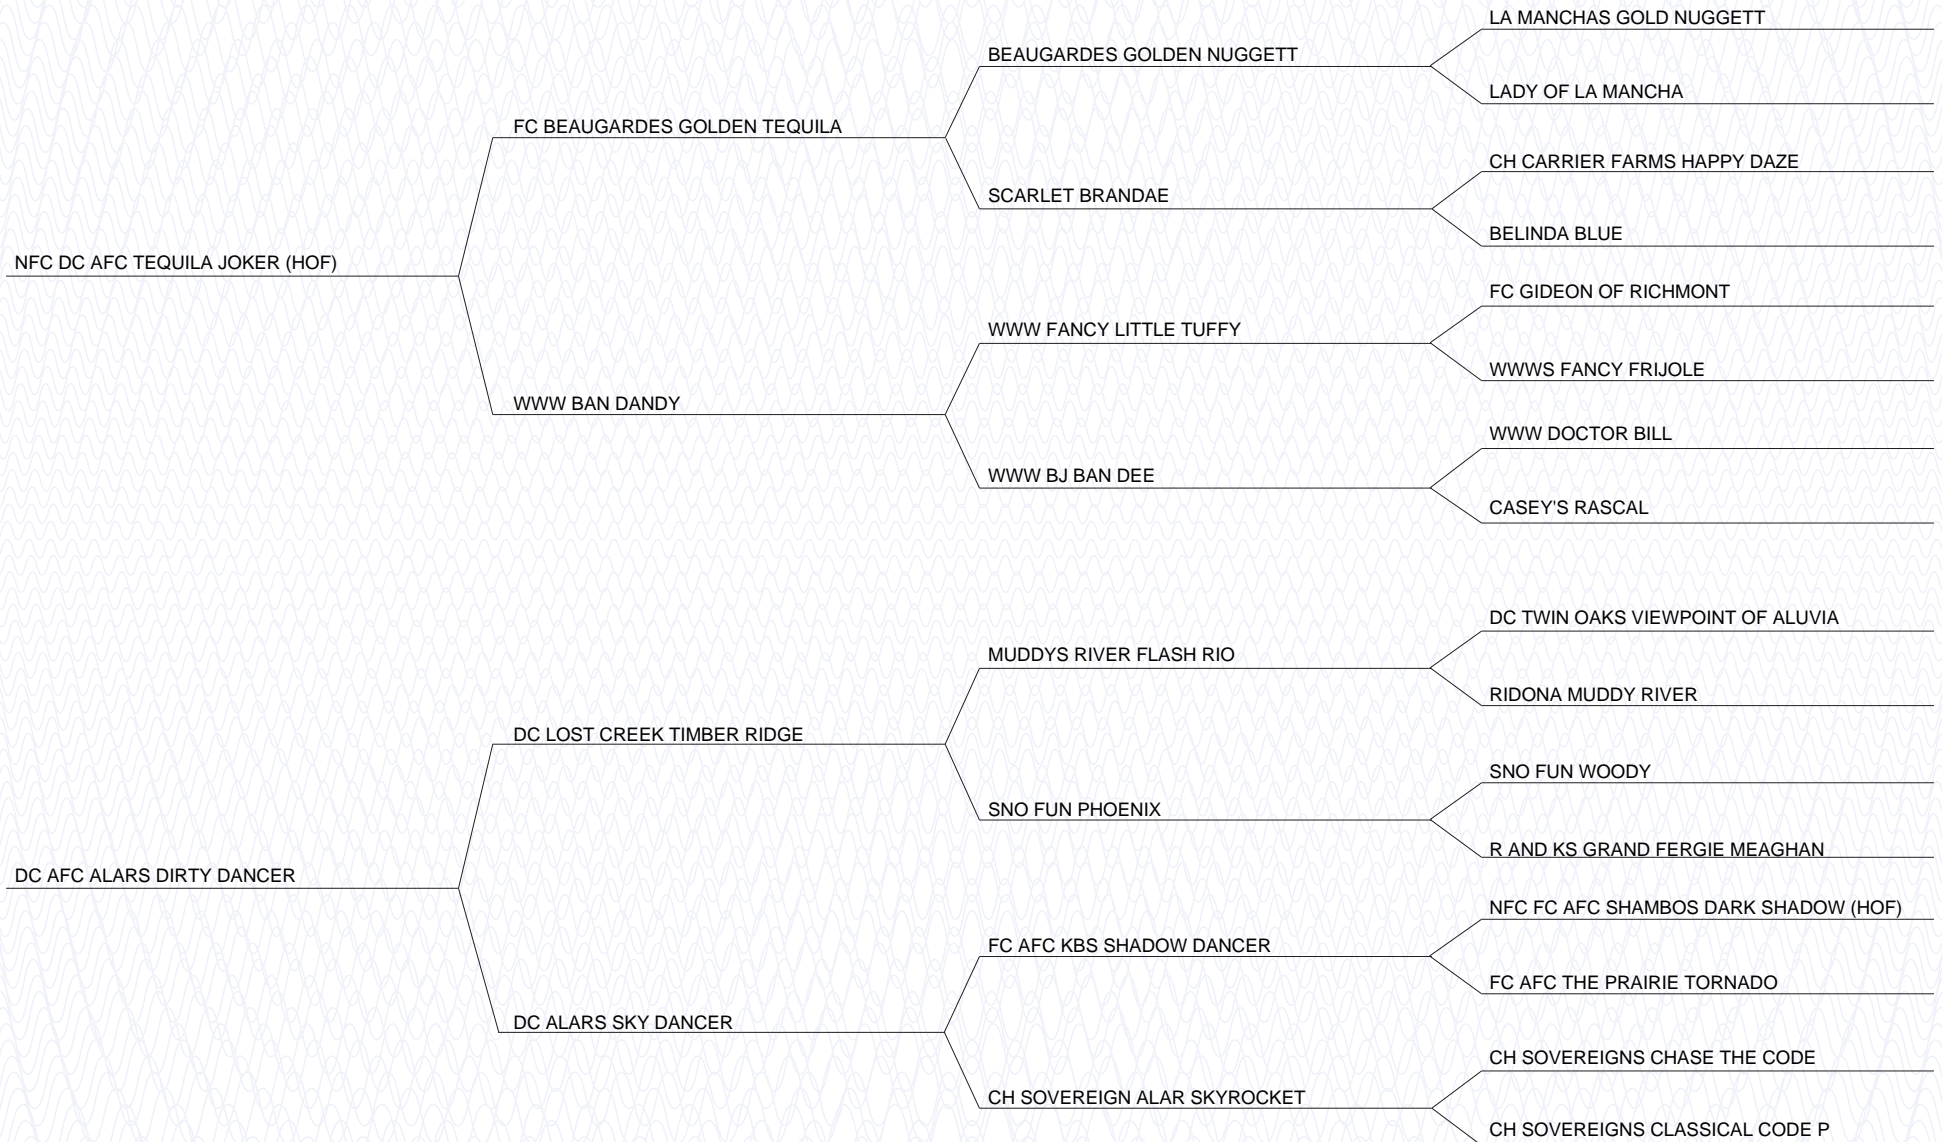 LA MANCHAS GOLD NUGGETT
BEAUGARDES GOLDEN NUGGETT
LADY OF LA MANCHA
FC BEAUGARDES GOLDEN TEQUILA
CH CARRIER FARMS HAPPY DAZE
SCARLET BRANDAE
BELINDA BLUE
NFC DC AFC TEQUILA JOKER (HOF)
FC GIDEON OF RICHMONT
WWW FANCY LITTLE TUFFY
WWWS FANCY FRIJOLE
WWW BAN DANDY
WWW DOCTOR BILL
WWW BJ BAN DEE
CASEY'S RASCAL
DC TWIN OAKS VIEWPOINT OF ALUVIA
MUDDYS RIVER FLASH RIO
RIDONA MUDDY RIVER
DC LOST CREEK TIMBER RIDGE
SNO FUN WOODY
SNO FUN PHOENIX
R AND KS GRAND FERGIE MEAGHAN
DC AFC ALARS DIRTY DANCER
NFC FC AFC SHAMBOS DARK SHADOW (HOF)
FC AFC KBS SHADOW DANCER
FC AFC THE PRAIRIE TORNADO
DC ALARS SKY DANCER
CH SOVEREIGNS CHASE THE CODE
CH SOVEREIGN ALAR SKYROCKET
CH SOVEREIGNS CLASSICAL CODE P